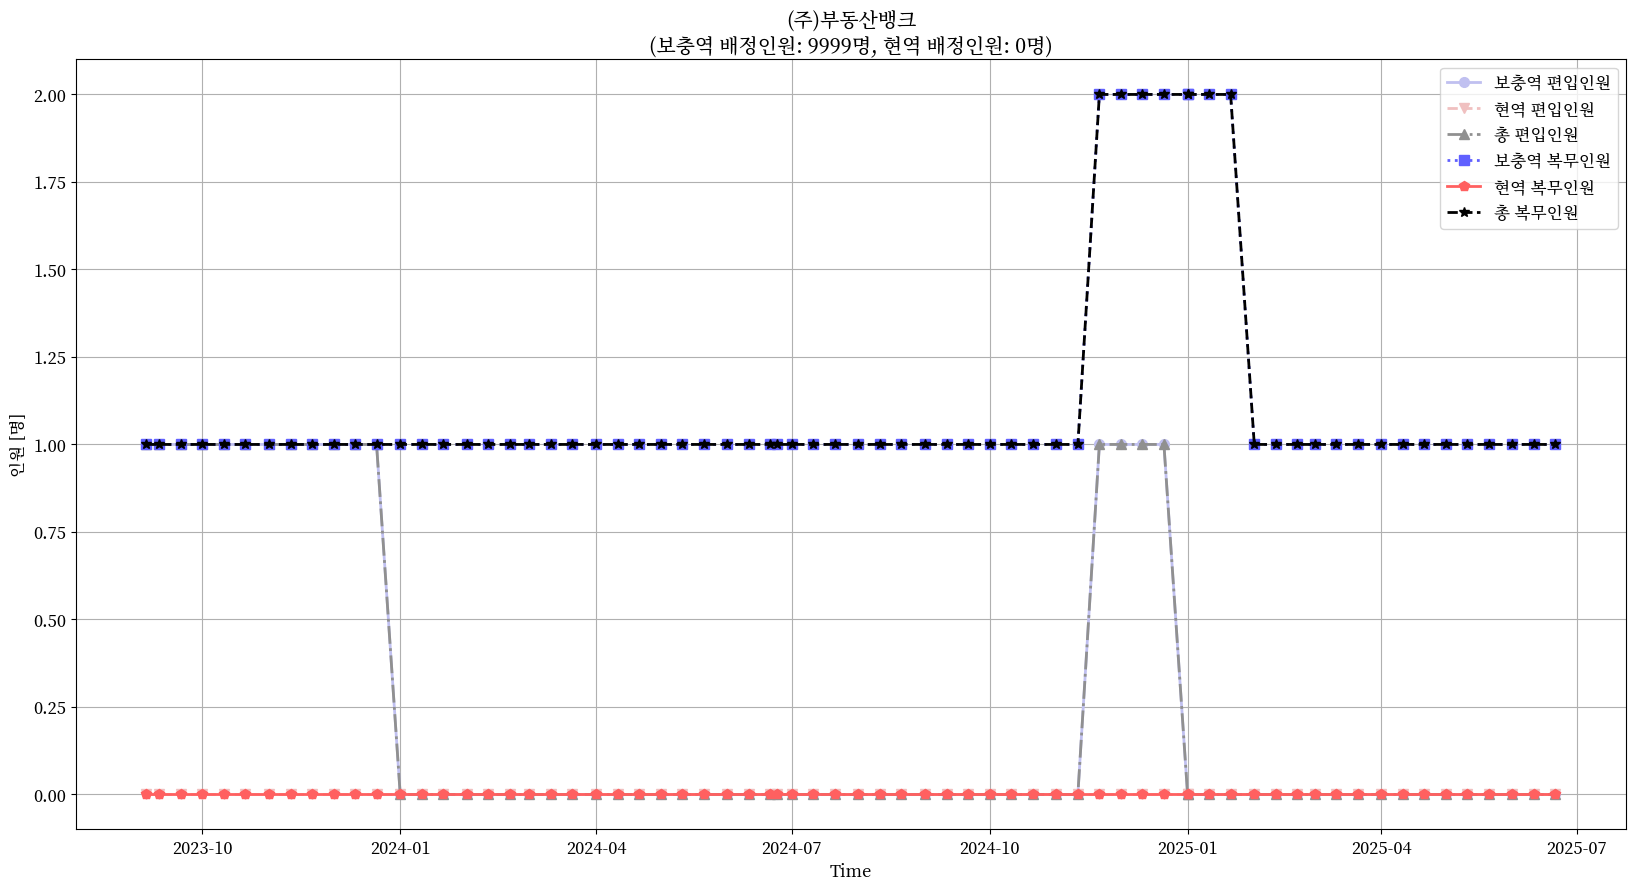 (주)부동산뱅크
(보충역 배정인원: 9999명, 현역 배정인원: 0명)
보충역 편입인원
현역 편입인원
총 편입인원
보충역 복무인원
현역 복무인원
총 복무인원
2.00
1.75
1.50
1.25
1.00
0.75
0.50
0.25
0.00
인원 [명]
2023-10 2024-01 2024-04 2024-07 2024-10 2025-01 2025-04 2025-07
Time